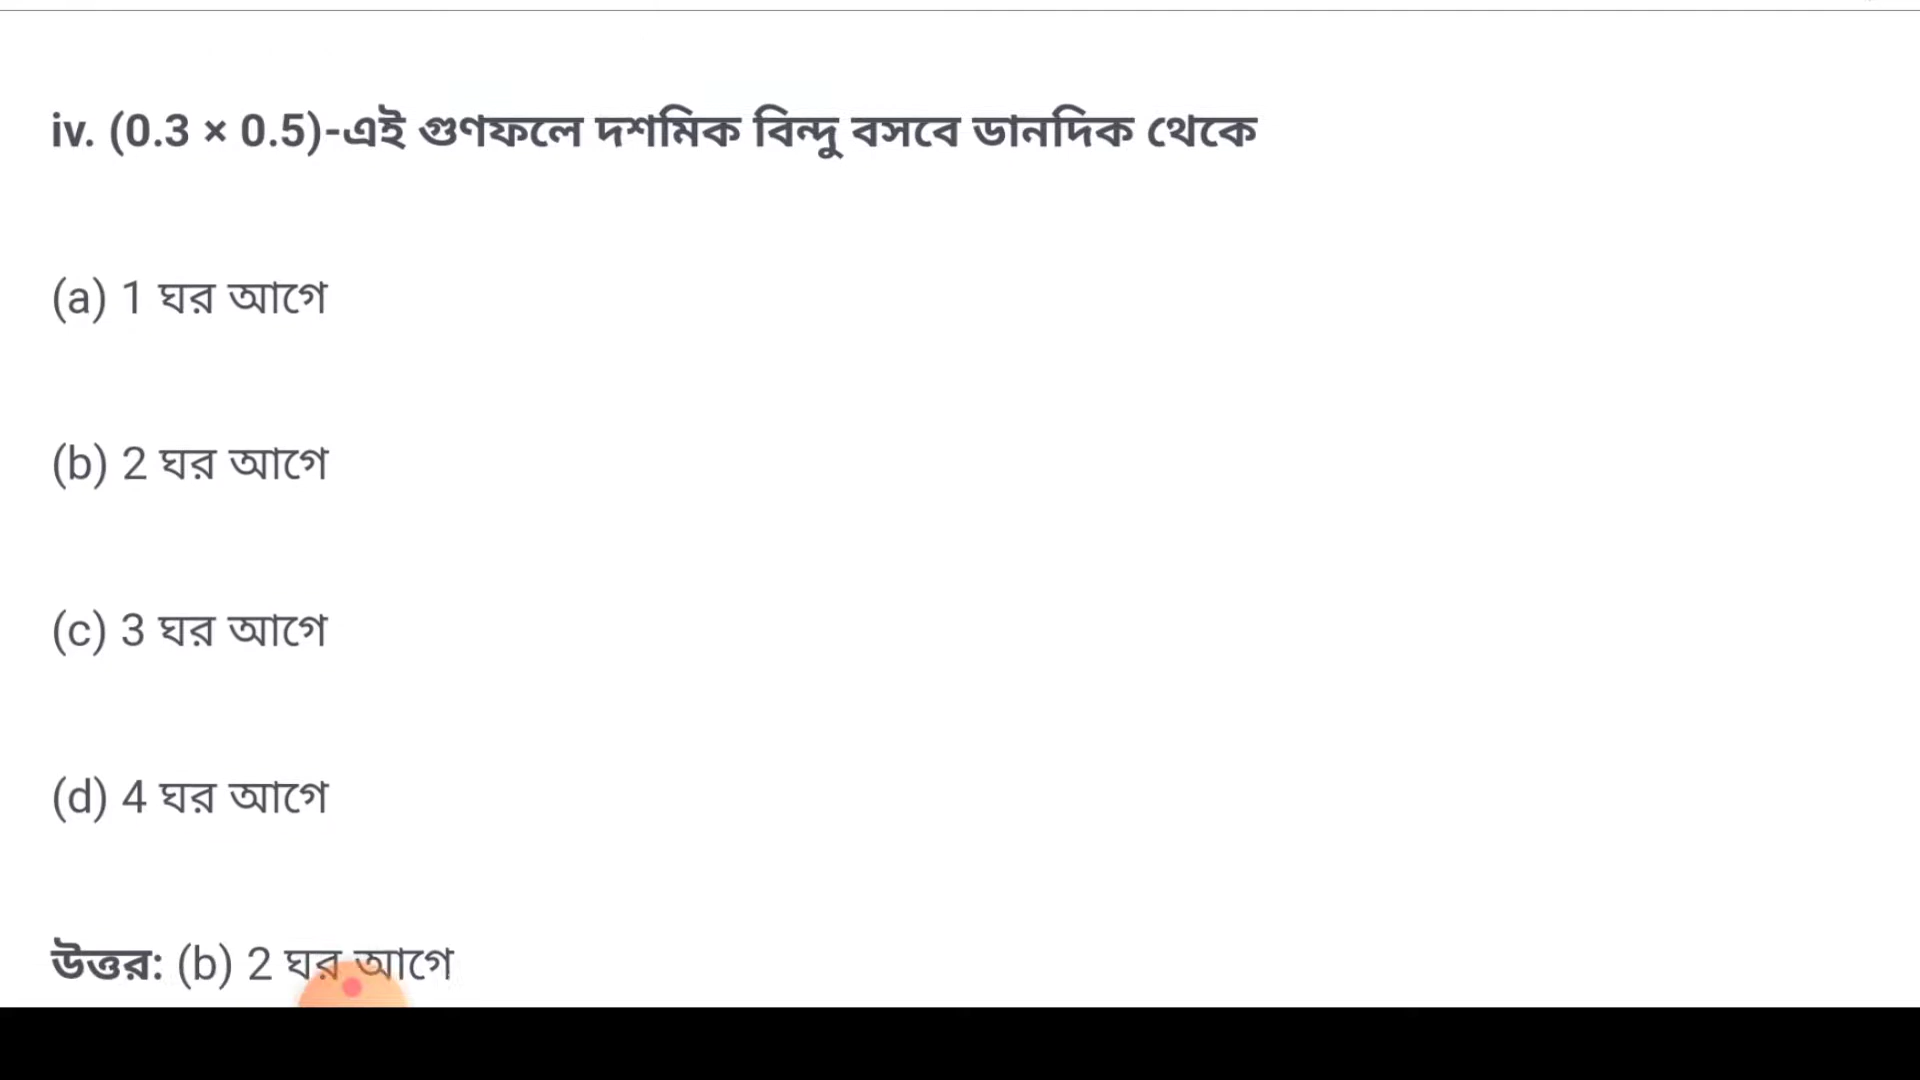 iv. (0.3 × 0.5)-এই গুণফলে দশমিক বিন্দু বসবে ডানদিক থেকে
(a) 1 ঘর আগে
(b) 2 ঘর আগে
(c) 3 ঘর আগে
(d) 4 ঘর আগে
উত্তর: (b) 2 ঘর আগে